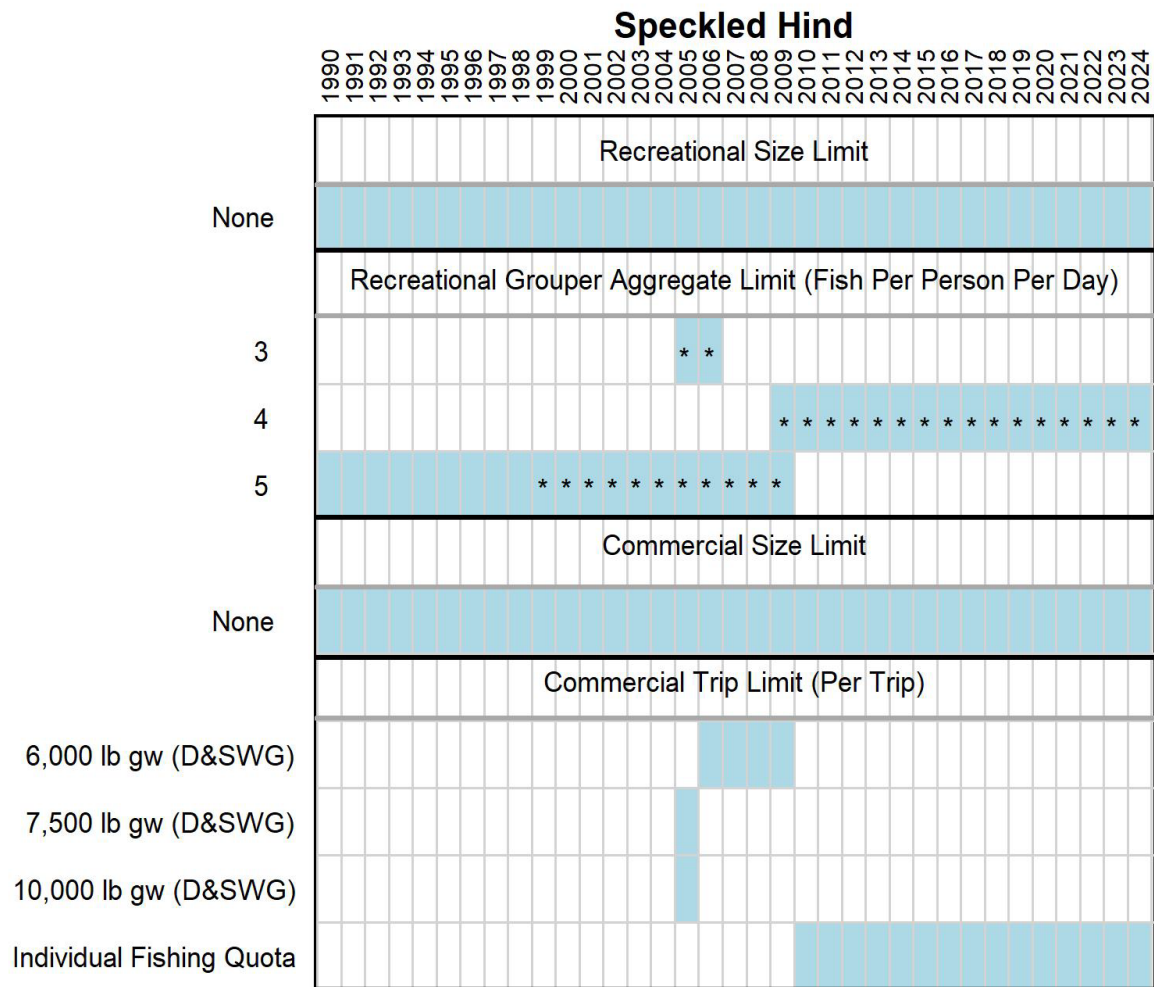 Speckled Hind
1990 1991 1992 1993 1994 1995 1996 1997 1998 1999 2000 2001 2002 2003 2004 2005 2006 2007 2008 2009 2010 2011 2012 2013 2014 2015 2016 2017 2018 2019 2020 2021 2022 2023 2024
Recreational Size Limit
None
Recreational Grouper Aggregate Limit (Fish Per Person Per Day)
3 * *
4 * * * * * * * * * * * * * * * *
5 * * * * * * * * * * *
Commercial Size Limit
None
Commercial Trip Limit (Per Trip)
6,000 lb gw (D&SWG)
7,500 lb gw (D&SWG)
10,000 lb gw (D&SWG)
Individual Fishing Quota